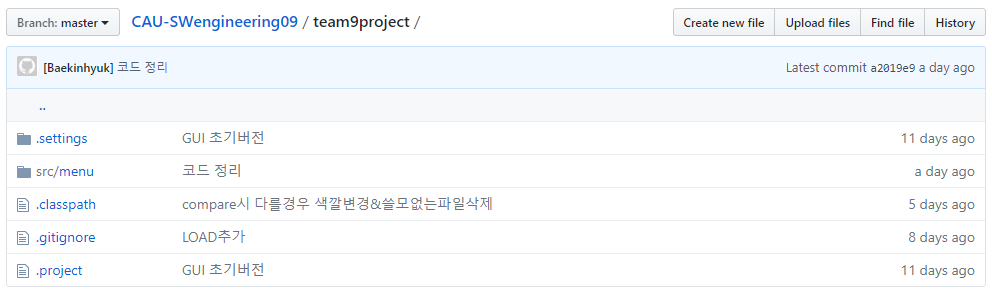 Branch: master CAU-SWengineering09 / team9project / Create new file Upload files Find file History
[Baekinhyuk] 코드 정리 Latest commit a2019e9 a day ago
..
.settings GUI 초기버전 11 days ago
src/menu 코드 정리 a day ago
.classpath compare시 다를경우 색깔변경&쓸모없는파일삭제 5 days ago
.gitignore LOAD추가 8 days ago
.project GUI 초기버전 11 days ago